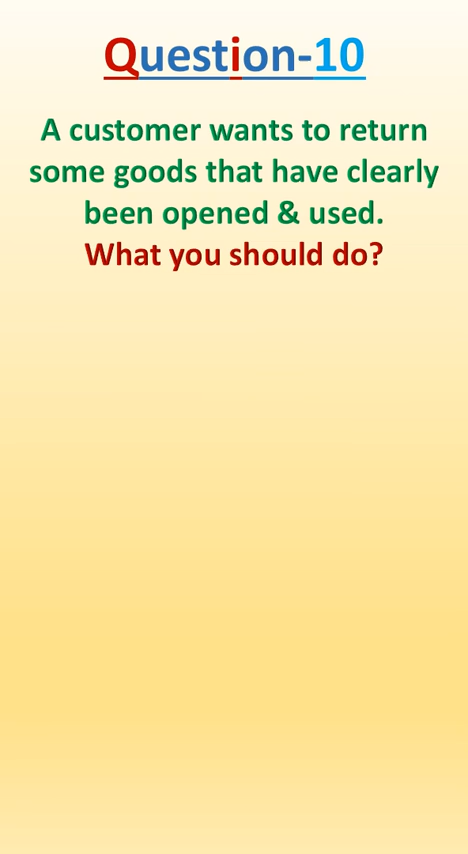 Question-10
A customer wants to return
some goods that have clearly
been opened & used.
What you should do?